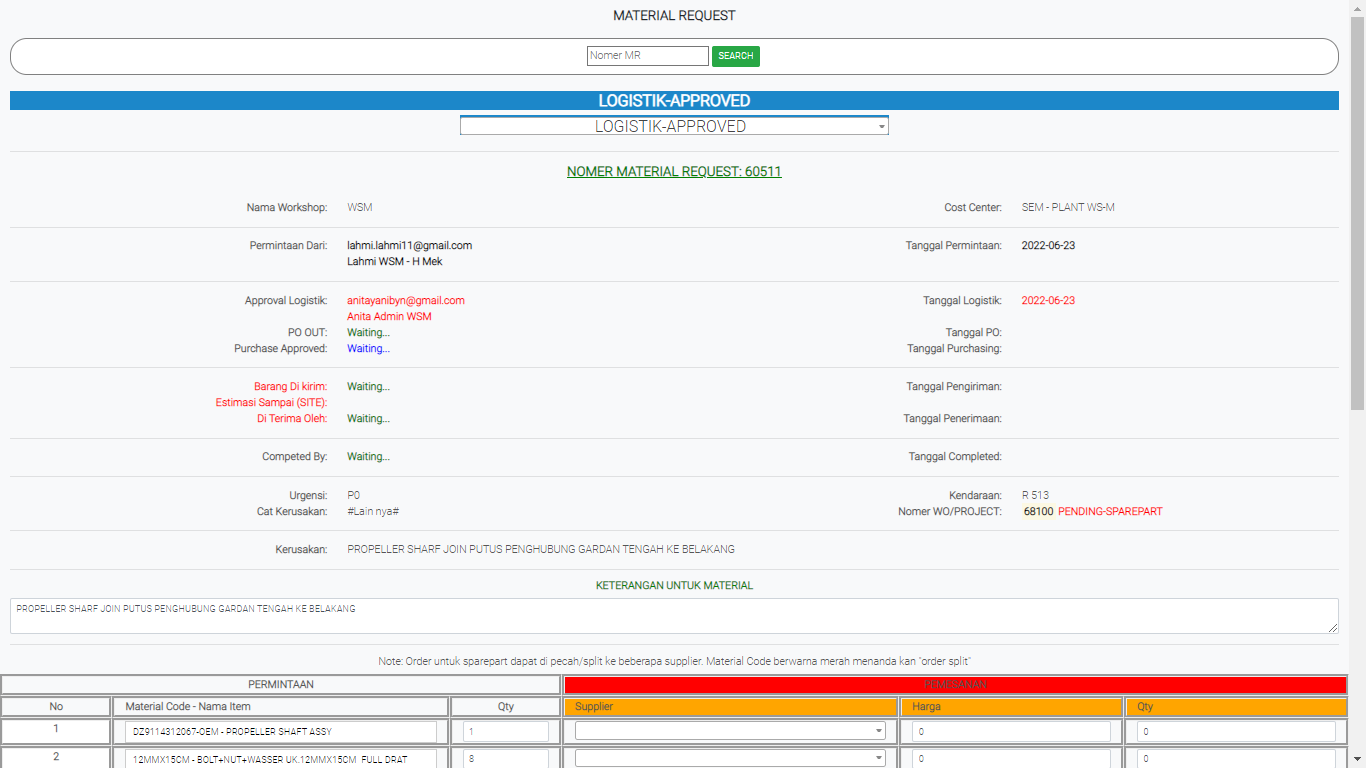 MATERIAL REQUEST
Nomer MR SEARCH
LOGISTIK-APPROVED
LOGISTIK-APPROVED
NOMER MATERIAL REQUEST: 60511
Nama Workshop: WSM Cost Center: SEM - PLANT WS-M
Permintaan Dari: lahmi.lahmi11@gmail.com Tanggal Permintaan: 2022-06-23
Lahmi WSM - H Mek
Approval Logistik: anitayanibyn@gmail.com Tanggal Logistik: 2022-06-23
Anita Admin WSM
PO OUT: Waiting... Tanggal PO:
Purchase Approved: Waiting... Tanggal Purchasing:
Barang Di kirim: Waiting... Tanggal Pengiriman:
Estimasi Sampai (SITE):
Di Terima Oleh: Waiting... Tanggal Penerimaan:
Competed By: Waiting... Tanggal Completed:
Urgensi: P0 Kendaraan: R 513
Cat Kerusakan: #Lain nya# Nomer WO/PROJECT: 68100 PENDING-SPAREPART
Kerusakan: PROPELLER SHARF JOIN PUTUS PENGHUBUNG GARDAN TENGAH KE BELAKANG
KETERANGAN UNTUK MATERIAL
PROPELLER SHARF JOIN PUTUS PENGHUBUNG GARDAN TENGAH KE BELAKANG
Note: Order untuk sparepart dapat di pecah/split ke beberapa supplier. Material Code berwarna merah menanda kan "order split"
PERMINTAAN PEMESANAN
No Material Code - Nama Item Qty Supplier Harga Qty
1 DZ9114312067-OEM - PROPELLER SHAFT ASSY 1 0 0
2 12MMX15CM - BOLT+NUT+WASSER UK.12MMX15CM FULL DRAT 8 0 0